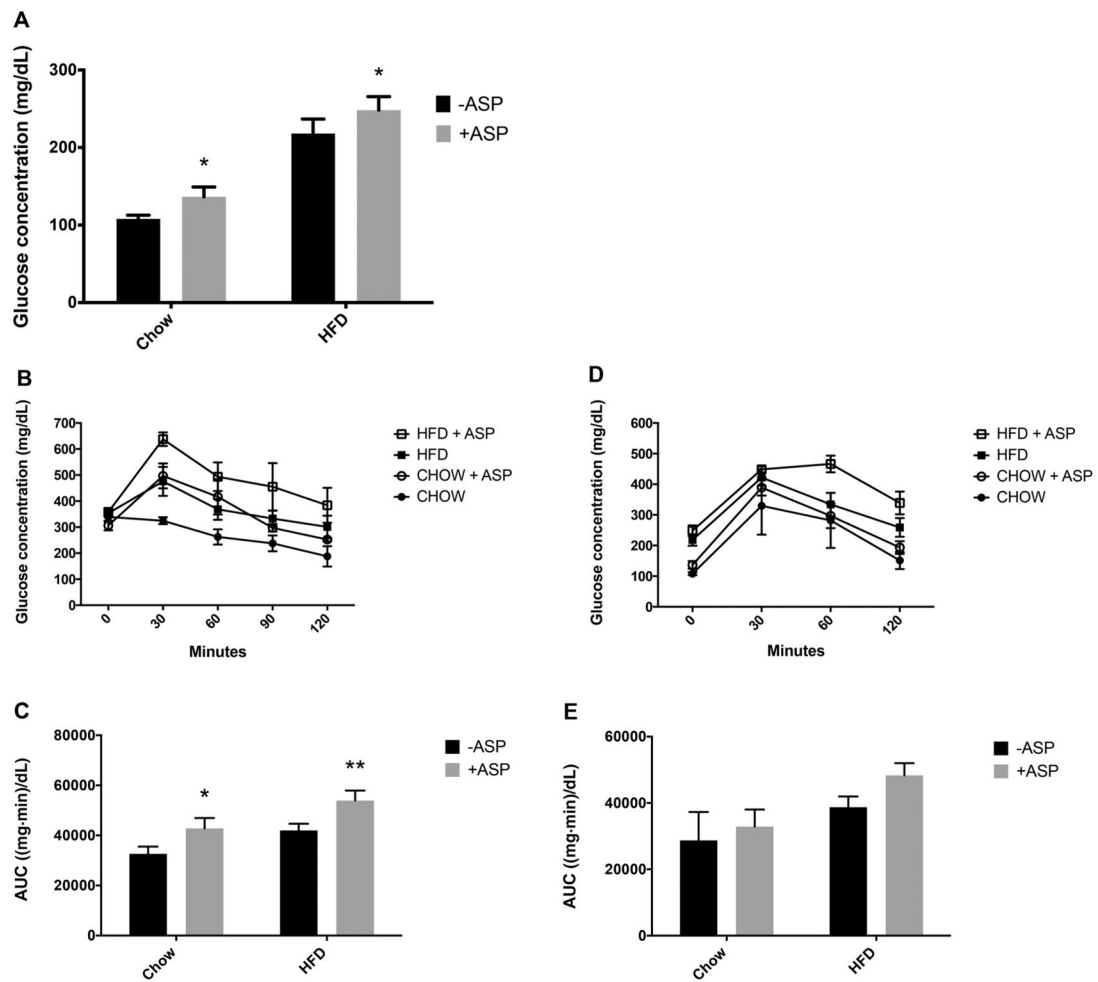 A
Glucose concentration (mg/dL)
300
200
100
0
*
*
-ASP
+ASP
Chow
HFD
B
Glucose concentration (mg/dL)
700
600
500
400
300
200
100
0
0
30
60
90
120
Minutes
HFD + ASP
HFD
CHOW + ASP
CHOW
D
Glucose concentration (mg/dL)
600
500
400
300
200
100
0
0
30
60
120
Minutes
HFD + ASP
HFD
CHOW + ASP
CHOW
C
AUC ((mg·min)/dL)
80000
60000
40000
20000
0
*
**
-ASP
+ASP
Chow
HFD
E
AUC ((mg·min)/dL)
60000
40000
20000
0
-ASP
+ASP
Chow
HFD